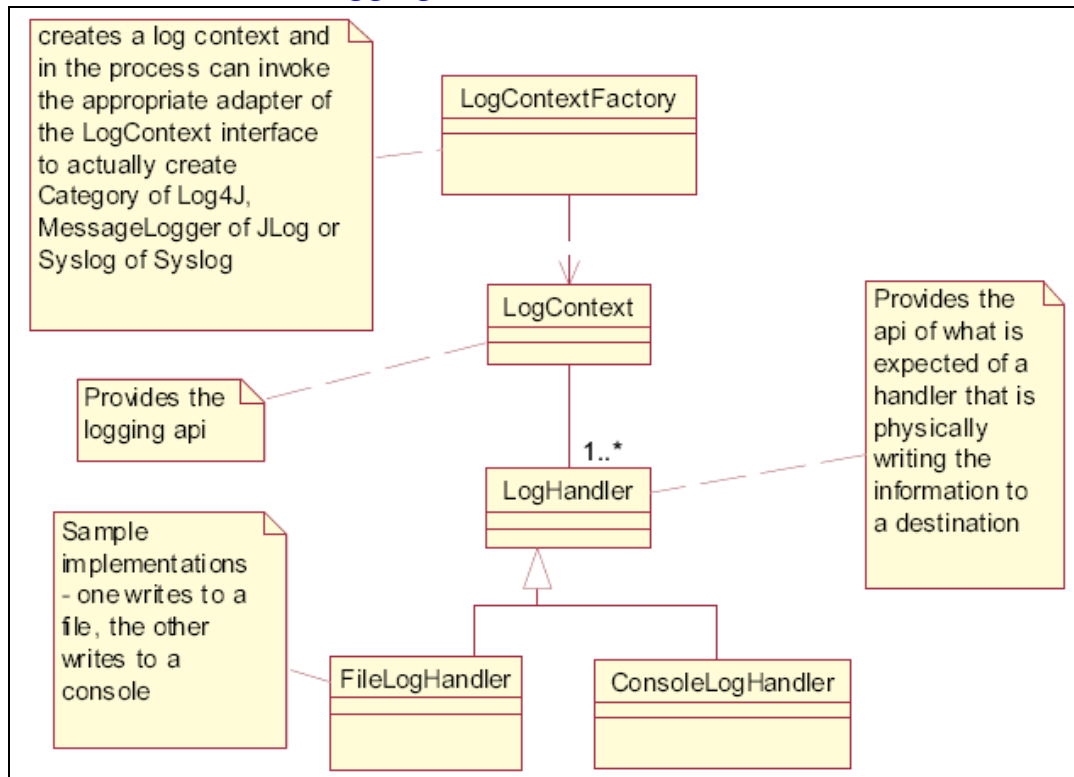 creates a log context and
in the process can invoke
the appropriate adapter of
the LogContext interface
to actually create
Category of Log4J,
MessageLogger of JLog or
Syslog of Syslog
LogContextFactory
LogContext
Provides the
logging api
1..*
LogHandler
Provides the
api of what is
expected of a
handler that is
physically
writing the
information to
a destination
Sample
implementations
- one writes to a
file, the other
writes to a
console
FileLogHandler
ConsoleLogHandler